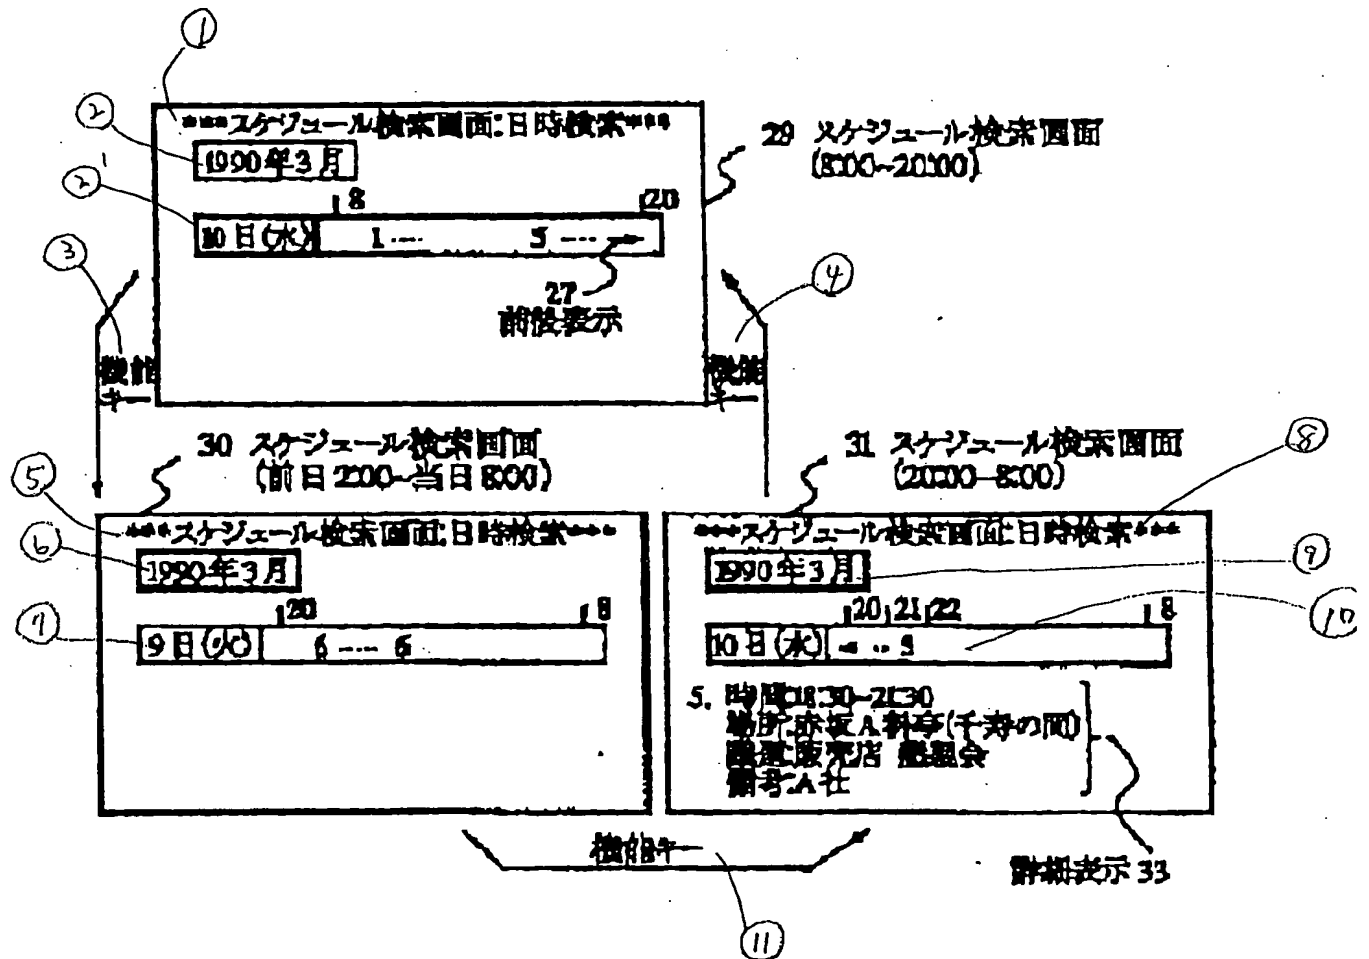 ①
***スケジュール検索画面:日時検索***
②
1990年3月
29 スケジュール検索画面
(8:00~20:00)
②
8 20
10日(水) 1 ---- 5 ----
③
④
27
前後表示
機能
キー
機能
キー
30 スケジュール検索画面
(前日2:00~当日8:00)
31 スケジュール検索画面
(20:00~8:00)
⑧
⑤
***スケジュール検索画面:日時検索***
***スケジュール検索画面:日時検索***
⑥
1990年3月
1990年3月
⑨
20 8
20 21 22 8
⑦
9日(火) 6 ---- 6
10日(水) 5
⑩
5. 時間:18:30~21:30
場所:赤坂A料亭(千寿の間)
販売店 懇親会
備考:A社
機能キー
詳細表示 33
⑪